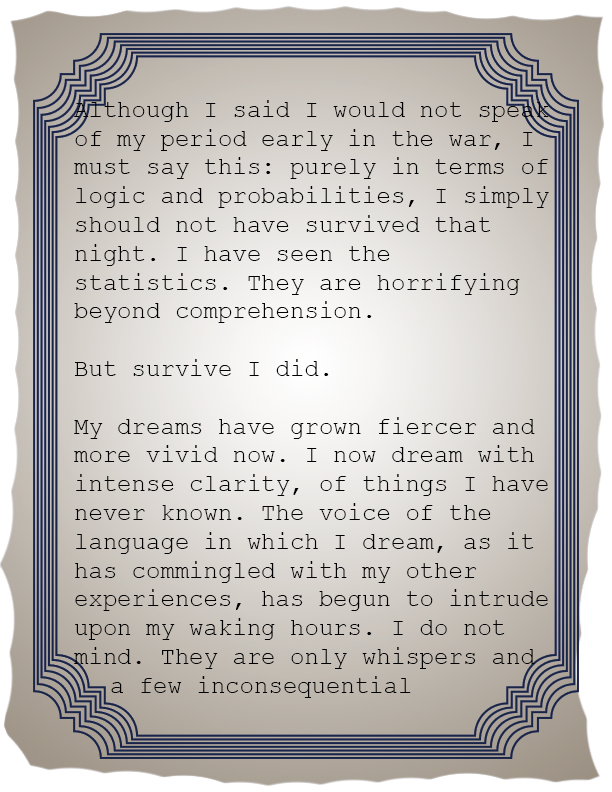 Although I said I would not speak
of my period early in the war, I
must say this: purely in terms of
logic and probabilities, I simply
should not have survived that
night. I have seen the
statistics. They are horrifying
beyond comprehension.
But survive I did.
My dreams have grown fiercer and
more vivid now. I now dream with
intense clarity, of things I have
never known. The voice of the
language in which I dream, as it
has commingled with my other
experiences, has begun to intrude
upon my waking hours. I do not
mind. They are only whispers and
a few inconsequential